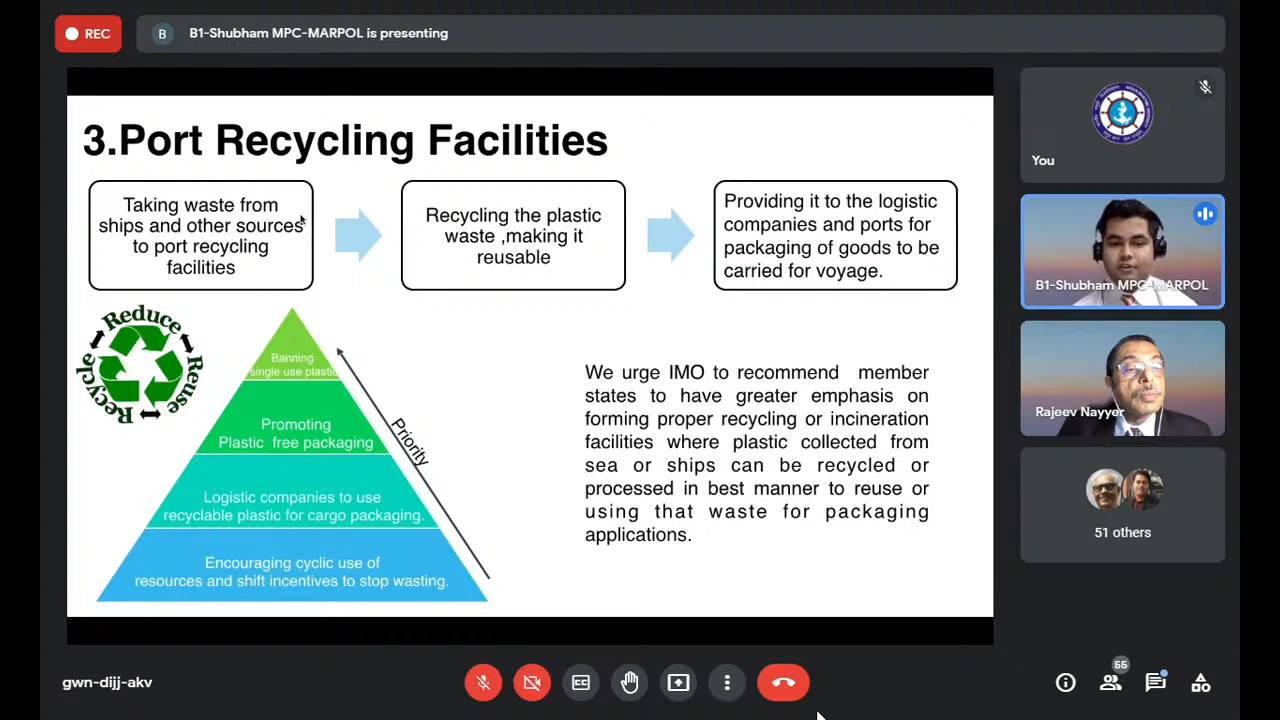 REC
B
B1-Shubham MPC-MARPOL is presenting
3.Port Recycling Facilities
Taking waste from
ships and other sources
to port recycling
facilities
Recycling the plastic
waste ,making it
reusable
Providing it to the logistic
companies and ports for
packaging of goods to be
carried for voyage.
Reduce
Reuse
Recycle
Banning
single use plastic
Promoting
Plastic free packaging
Logistic companies to use
recyclable plastic for cargo packaging.
Encouraging cyclic use of
resources and shift incentives to stop wasting.
Priority
We urge IMO to recommend member
states to have greater emphasis on
forming proper recycling or incineration
facilities where plastic collected from
sea or ships can be recycled or
processed in best manner to reuse or
using that waste for packaging
applications.
You
B1-Shubham MPC-MARPOL
Rajeev Nayyer
51 others
gwn-dijj-akv
CC
55